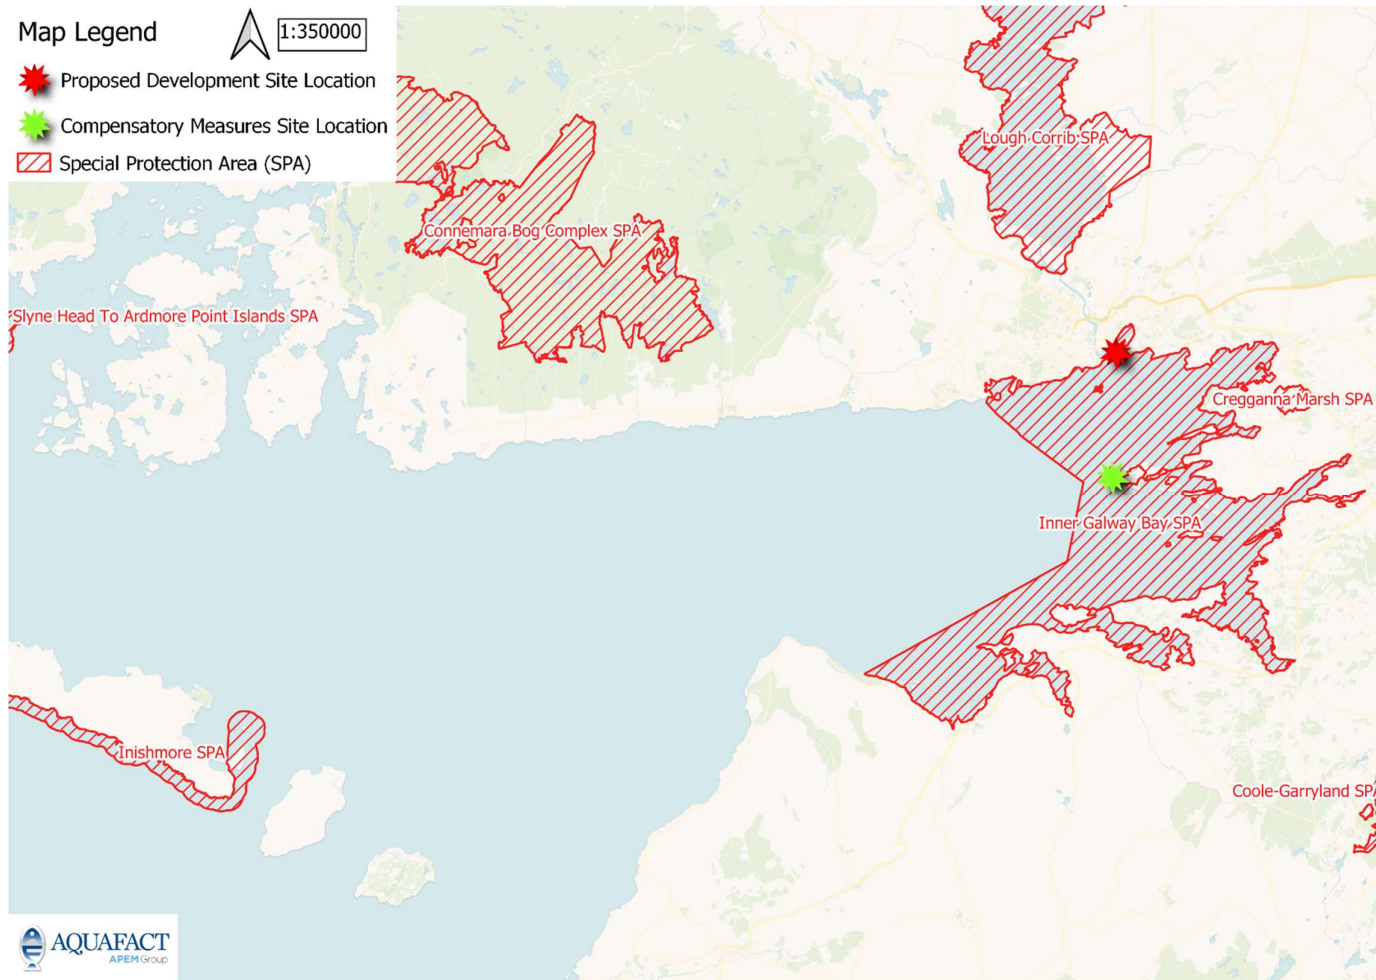 Map Legend
1:350000
Proposed Development Site Location
Compensatory Measures Site Location
Special Protection Area (SPA)
Lough Corrib SPA
Connemara Bog Complex SPA
Slyne Head To Ardmore Point Islands SPA
Cregganna Marsh SPA
Inner Galway Bay SPA
Inishmore SPA
Coole-Garryland SPA
AQUAFACT
APEM Group